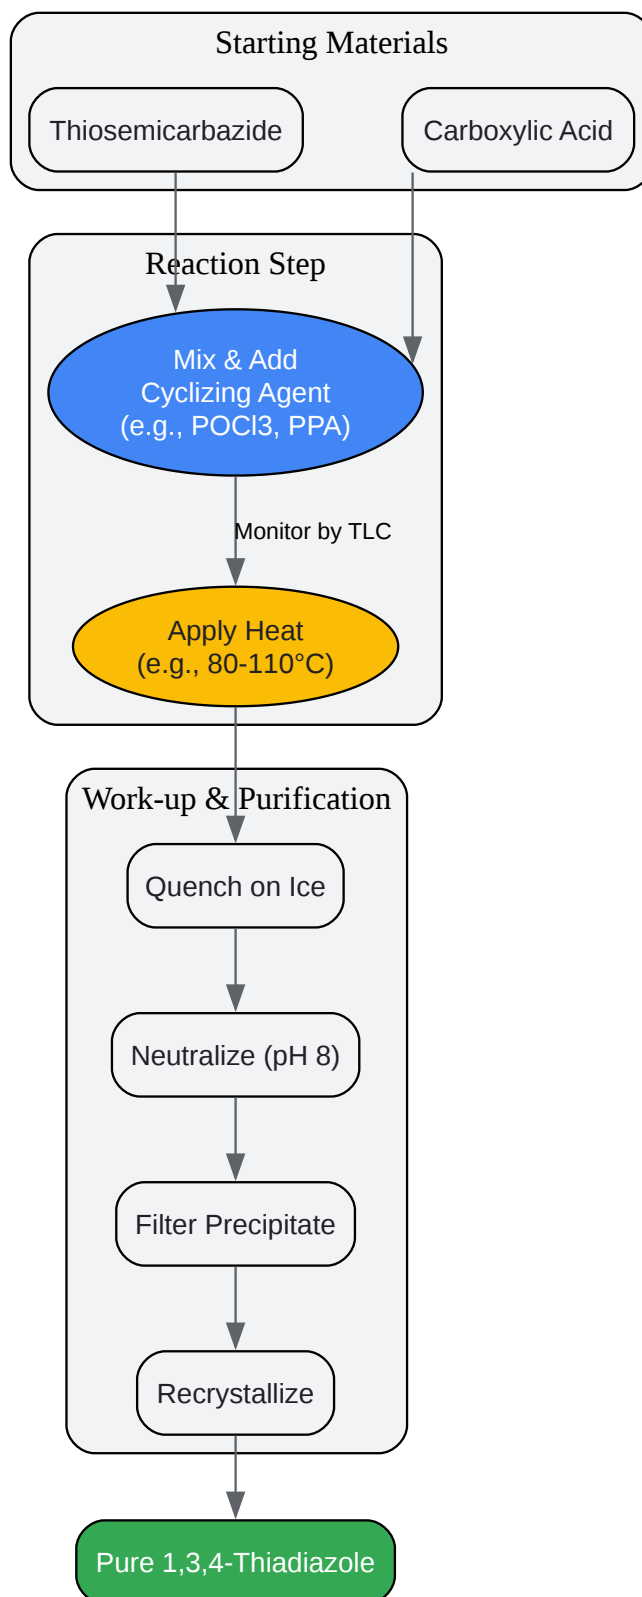 Starting Materials
Thiosemicarbazide
Carboxylic Acid
Reaction Step
Mix & Add
Cyclizing Agent
(e.g., POCl3, PPA)
Monitor by TLC
Apply Heat
(e.g., 80-110°C)
Work-up & Purification
Quench on Ice
Neutralize (pH 8)
Filter Precipitate
Recrystallize
Pure 1,3,4-Thiadiazole